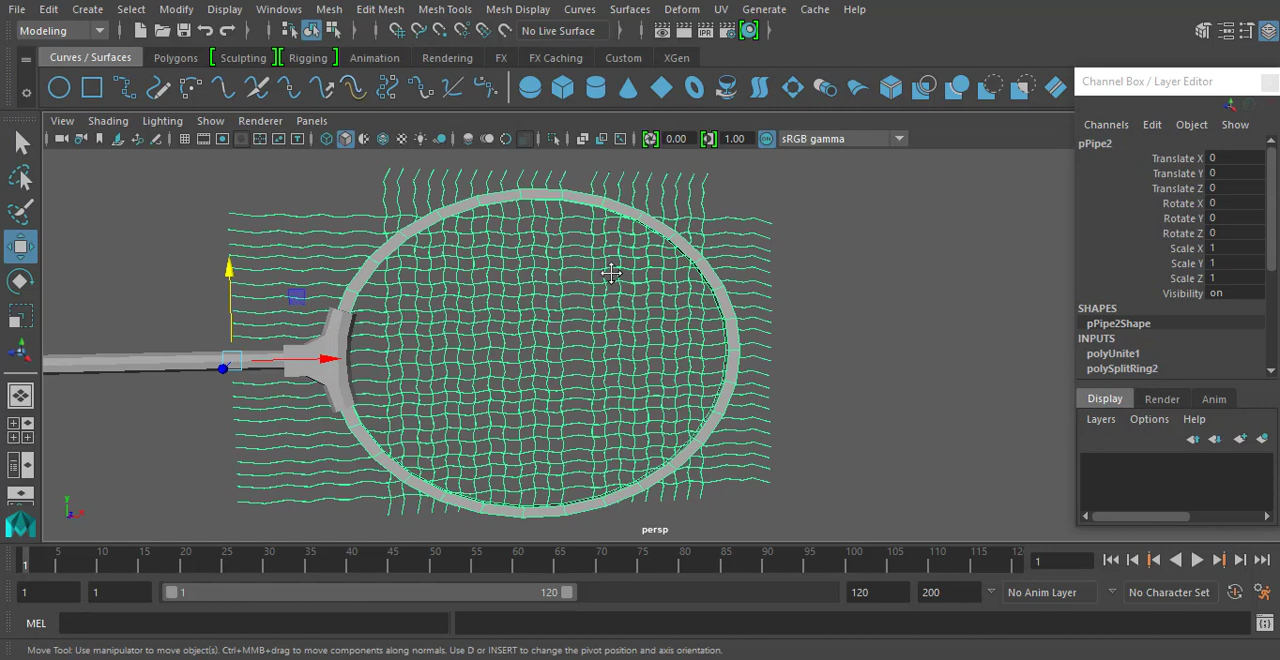 File Edit Create Select Modify Display Windows Mesh Edit Mesh Mesh Tools Mesh Display Curves Surfaces Deform UV Generate Cache Help
Modeling No Live Surface
Curves / Surfaces Polygons Sculpting Rigging Animation Rendering FX FX Caching Custom XGen
Channel Box / Layer Editor
View Shading Lighting Show Renderer Panels
Channels Edit Object Show
0.00 1.00 sRGB gamma
pPipe2
Translate X 0
Translate Y 0
Translate Z 0
Rotate X 0
Rotate Y 0
Rotate Z 0
Scale X 1
Scale Y 1
Scale Z 1
Visibility on
SHAPES
pPipe2Shape
INPUTS
polyUnite1
polySplitRing2
Display Render Anim
Layers Options Help
y
persp
5 10 15 20 25 30 35 40 45 50 55 60 65 70 75 80 85 90 95 100 105 110 115 12
1 1
1 1 1 120 120 200 No Anim Layer No Character Set
MEL
Move Tool: Use manipulator to move object(s). Ctrl+MMB+drag to move components along normals. Use D or INSERT to change the pivot position and axis orientation.